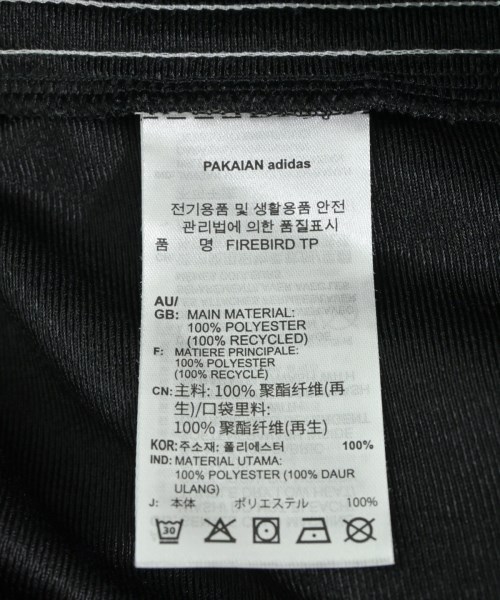 PAKAIAN adidas
전기용품 및 생활용품 안전
관리법에 의한 품질표시
품 명 FIREBIRD TP
AU/
GB: MAIN MATERIAL:
100% POLYESTER
(100% RECYCLED)
F: MATIERE PRINCIPALE:
100% POLYESTER
(100% RECYCLÉ)
CN: 主料: 100% 聚酯纤维(再
生)/口袋里料:
100% 聚酯纤维(再生)
KOR: 주소재: 폴리에스터 100%
IND: MATERIAL UTAMA:
100% POLYESTER (100% DAUR
ULANG)
J: 本体 ポリエステル 100%
30